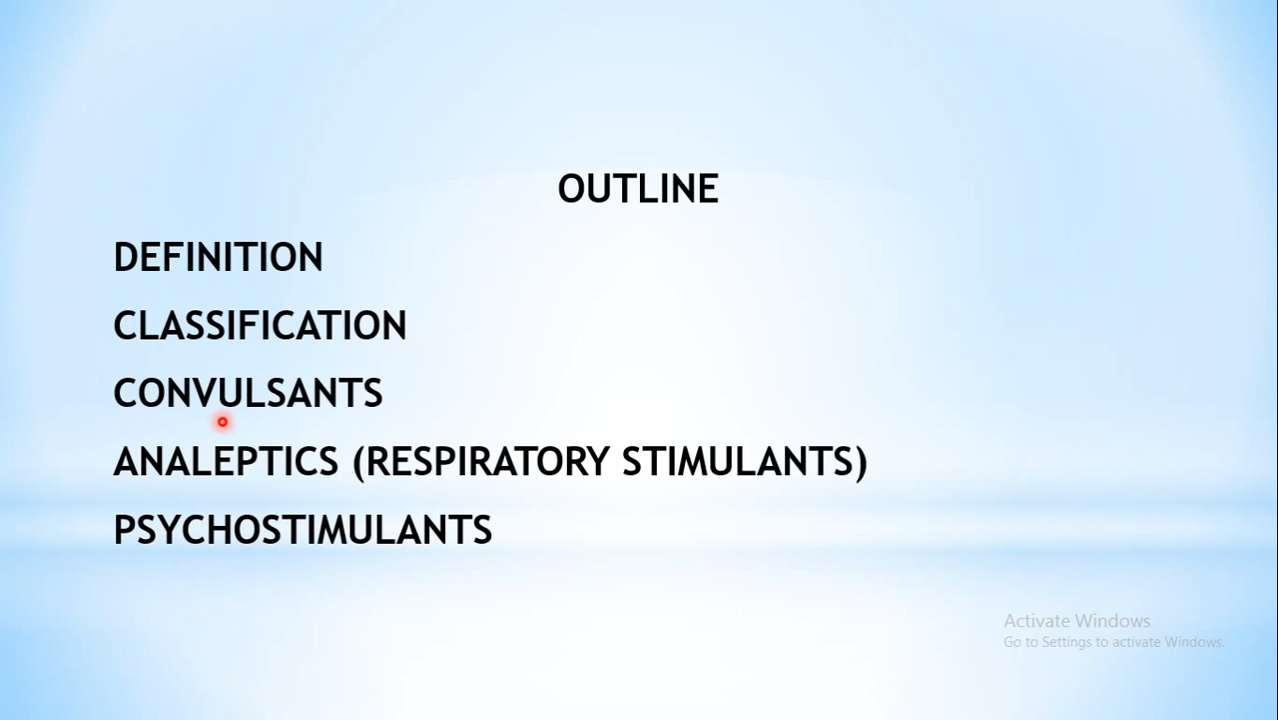 OUTLINE
DEFINITION
CLASSIFICATION
CONVULSANTS
ANALEPTICS (RESPIRATORY STIMULANTS)
PSYCHOSTIMULANTS
Activate Windows
Go to Settings to activate Windows.